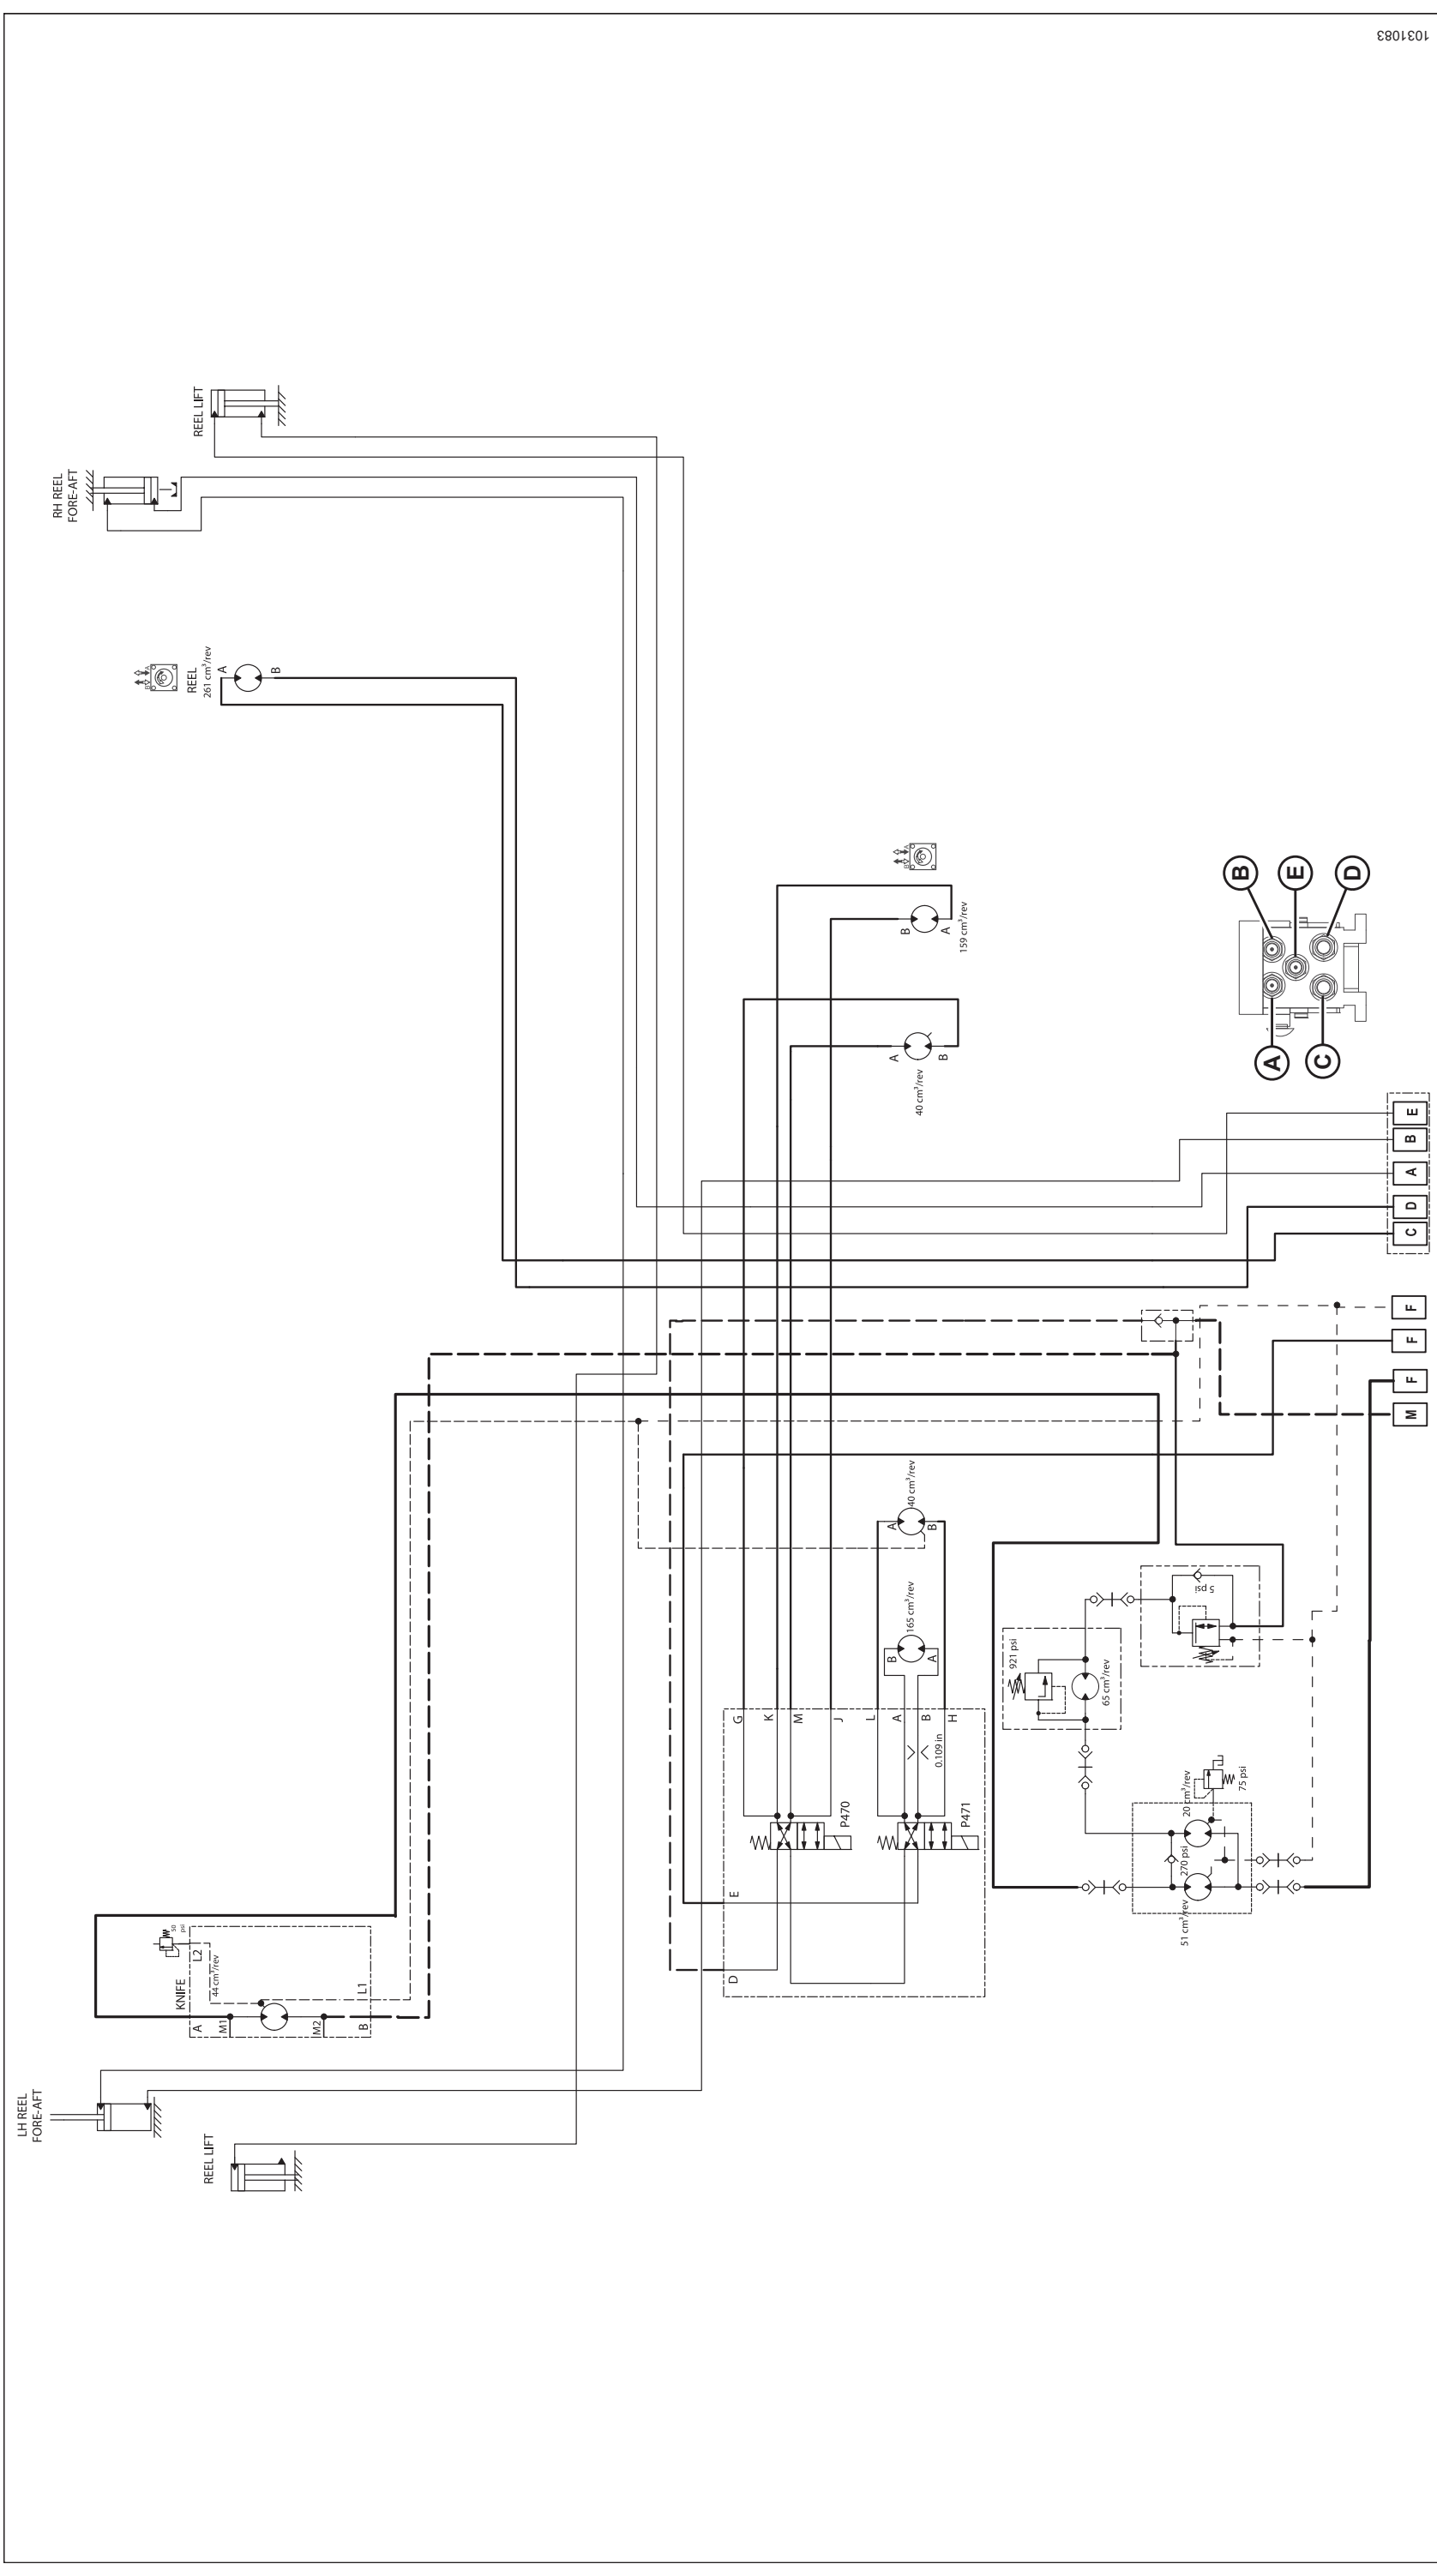 1031083
REEL LIFT
RH REEL
FORE-AFT
REEL
261 cm³/rev
A
B
B A
B A
B
A
159 cm³/rev
A
B
40 cm³/rev
B
E
D
A
C
E
B
A
D
C
F
F
F
M
40 cm³/rev
A
B
165 cm³/rev
B
A
5 psi
921 psi
65 cm³/rev
G
K
M
J
L
A
B
H
0.109 in
P470
P471
E
D
20 cm³/rev
75 psi
270 psi
51 cm³/rev
50
psi
L2
44 cm³/rev
KNIFE
L1
A
M1
M2
B
LH REEL
FORE-AFT
REEL LIFT